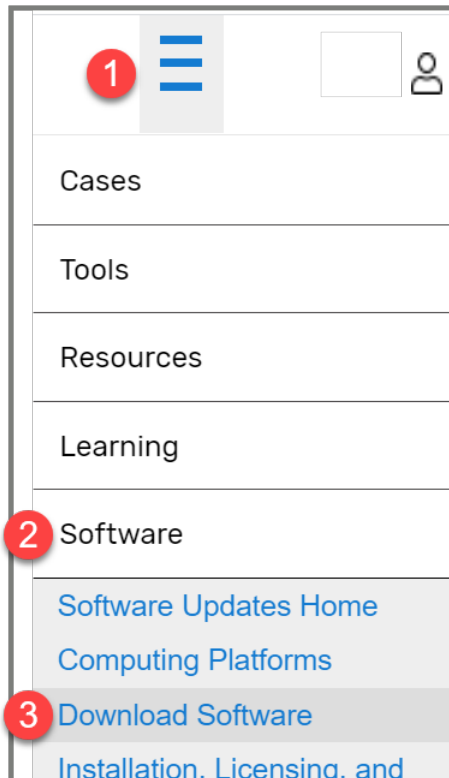 1
Cases
Tools
Resources
Learning
2 Software
Software Updates Home
Computing Platforms
3 Download Software
Installation, Licensing, and